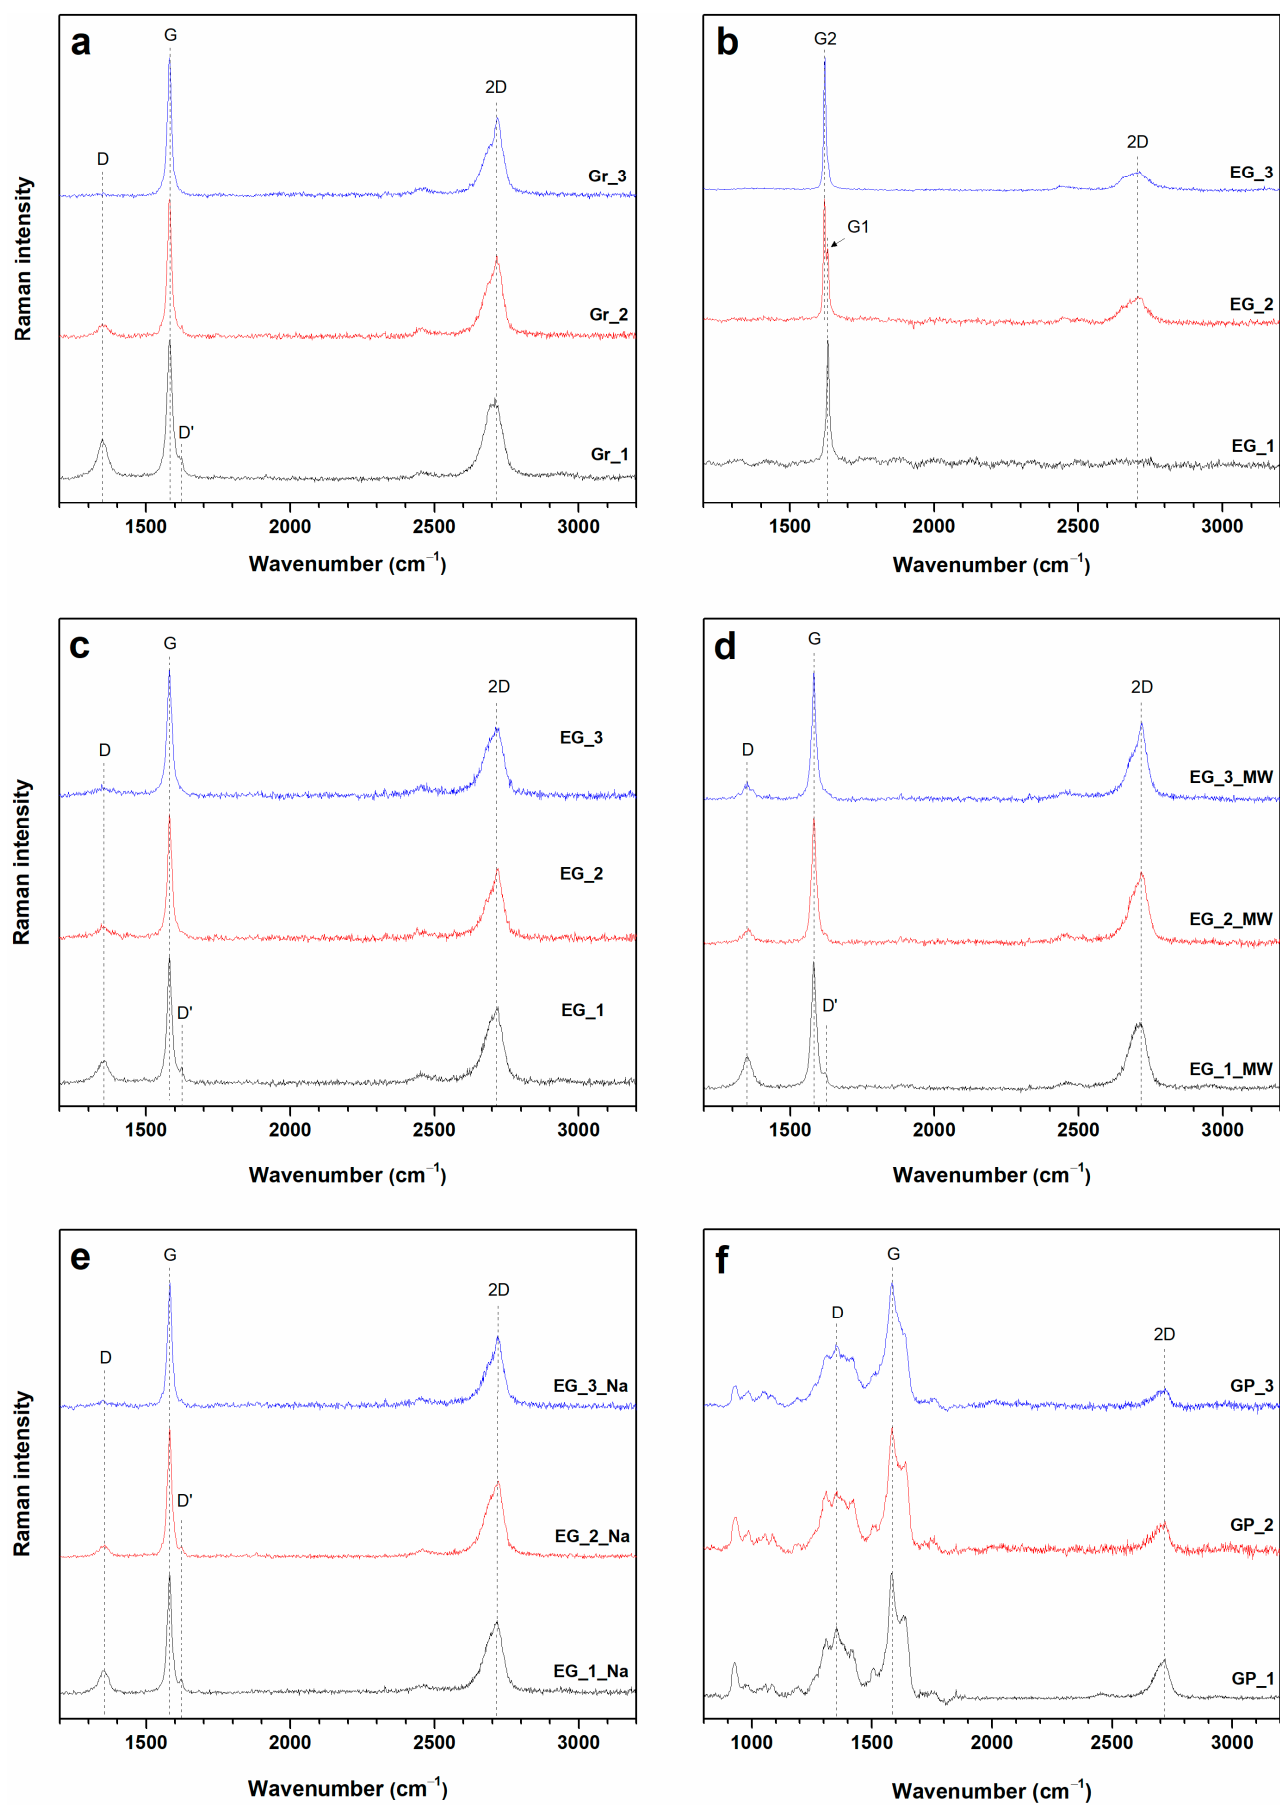 a
G
D
2D
Gr_3
Gr_2
D'
Gr_1
Raman intensity
1500 2000 2500 3000
Wavenumber (cm⁻¹)
b
G2
2D
EG_3
G1
EG_2
EG_1
1500 2000 2500 3000
Wavenumber (cm⁻¹)
c
G
2D
D
EG_3
EG_2
D'
EG_1
Raman intensity
1500 2000 2500 3000
Wavenumber (cm⁻¹)
d
G
2D
D
EG_3_MW
EG_2_MW
D'
EG_1_MW
1500 2000 2500 3000
Wavenumber (cm⁻¹)
e
G
2D
D
EG_3_Na
D'
EG_2_Na
EG_1_Na
Raman intensity
1500 2000 2500 3000
Wavenumber (cm⁻¹)
f
G
D
2D
GP_3
GP_2
GP_1
1000 1500 2000 2500 3000
Wavenumber (cm⁻¹)